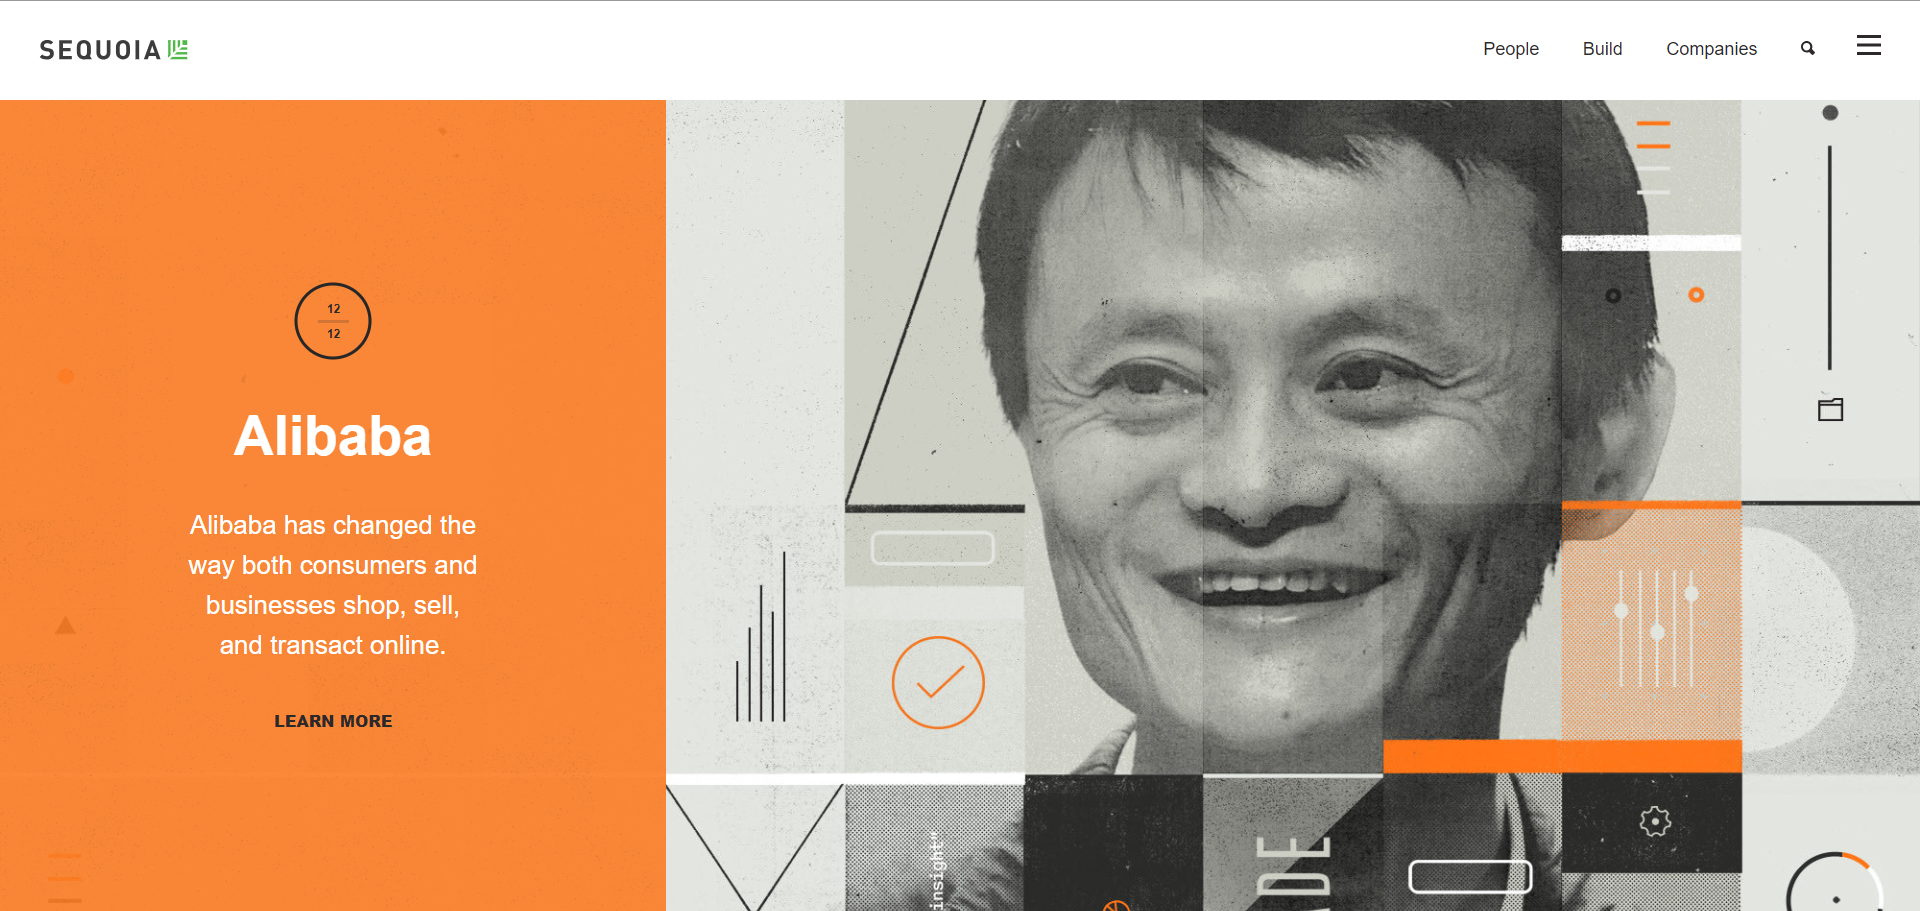 SEQUOIA
People
Build
Companies
12
12
Alibaba
Alibaba has changed the
way both consumers and
businesses shop, sell,
and transact online.
LEARN MORE
insight"